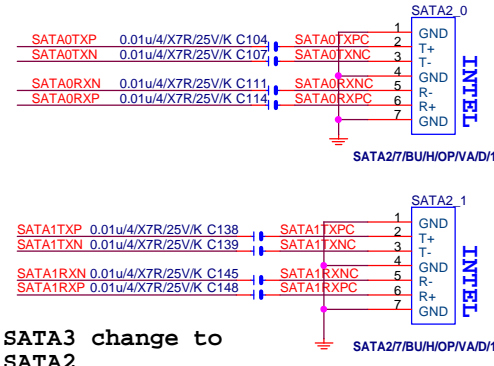 SATA2_0
SATA0TXP 0.01u/4/X7R/25V/K C104 SATA0TXPC 1 GND
SATA0TXN 0.01u/4/X7R/25V/K C107 SATA0TXNC 2 T+
3 T-
4 GND
SATA0RXN 0.01u/4/X7R/25V/K C111 SATA0RXNC 5 R-
SATA0RXP 0.01u/4/X7R/25V/K C114 SATA0RXPC 6 R+
7 GND
INTEL
SATA2/7/BU/H/OP/VA/D/1
SATA2_1
SATA1TXP 0.01u/4/X7R/25V/K C138 SATA1TXPC 1 GND
SATA1TXN 0.01u/4/X7R/25V/K C139 SATA1TXNC 2 T+
3 T-
4 GND
SATA1RXN 0.01u/4/X7R/25V/K C145 SATA1RXNC 5 R-
SATA1RXP 0.01u/4/X7R/25V/K C148 SATA1RXPC 6 R+
7 GND
INTEL
SATA2/7/BU/H/OP/VA/D/1
SATA3 change to
SATA2